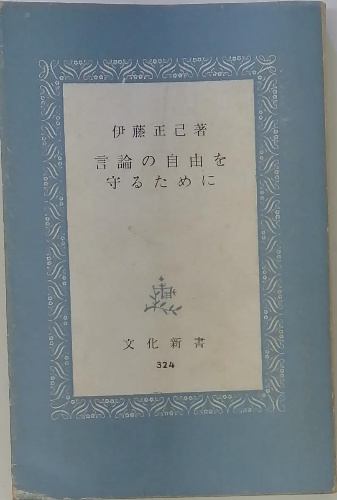 伊藤正己著
言論の自由を
守るために
文化新書
324